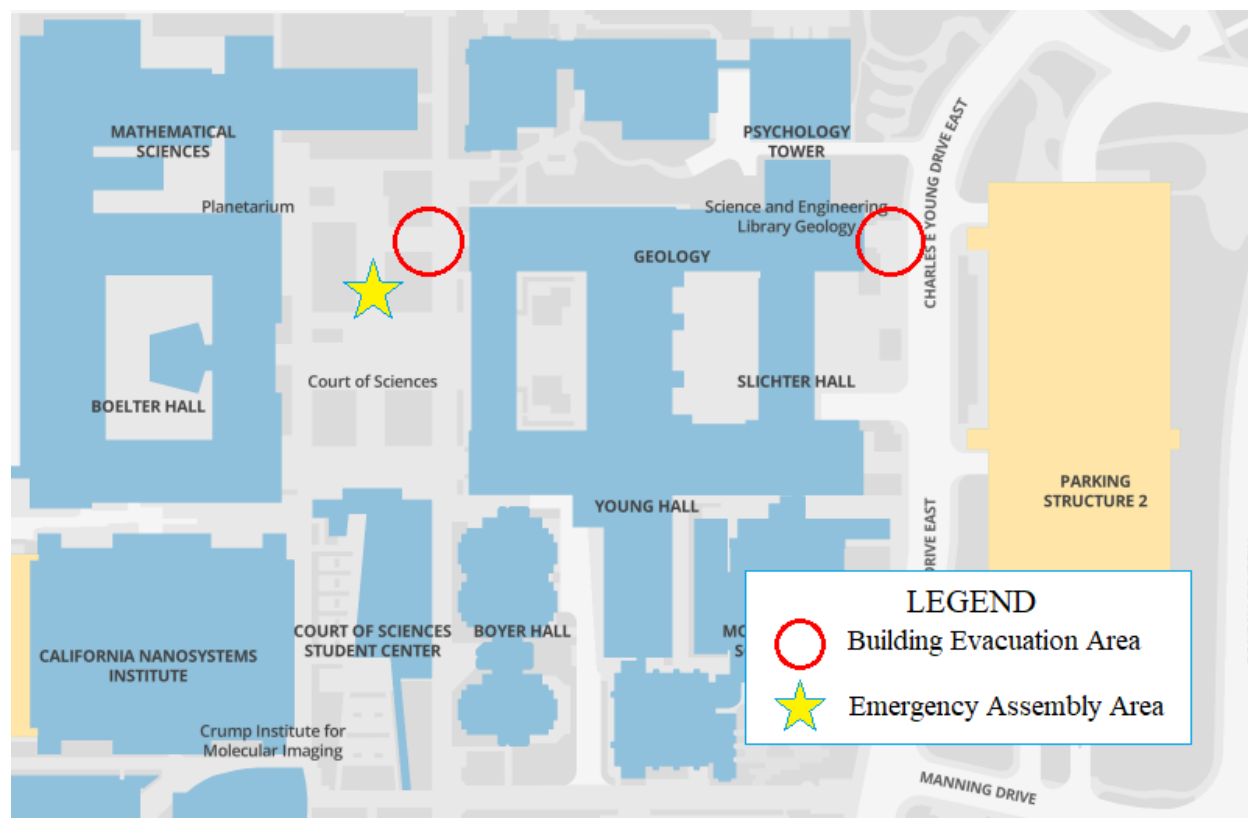 MATHEMATICAL
SCIENCES
PSYCHOLOGY
TOWER
CHARLES E YOUNG DRIVE EAST
Planetarium
Science and Engineering
Library Geology
GEOLOGY
Court of Sciences
BOELTER HALL
SLICHTER HALL
PARKING
STRUCTURE 2
YOUNG HALL
DRIVE EAST
LEGEND
Building Evacuation Area
Emergency Assembly Area
COURT OF SCIENCES
STUDENT CENTER
BOYER HALL
CALIFORNIA NANOSYSTEMS
INSTITUTE
Crump Institute for
Molecular Imaging
MANNING DRIVE